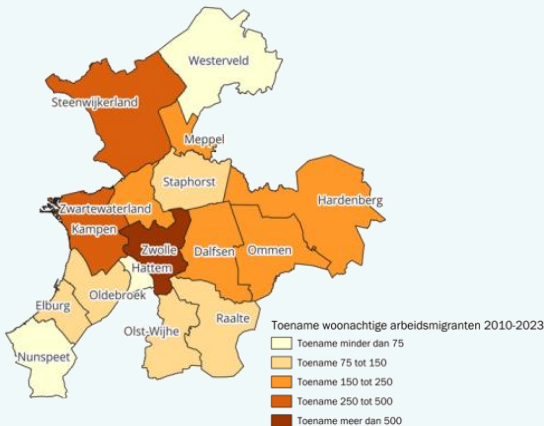 Westerveld
Steenwijkerland
Meppel
Staphorst
Hardenberg
Zwartewaterland
Kampen
Zwolle
Dalfsen
Ommen
Hattem
Oldebroek
Elburg
Olst-Wijhe
Raalte
Nunspeet
Toename woonachtige arbeidsmigranten 2010-2023
Toename minder dan 75
Toename 75 tot 150
Toename 150 tot 250
Toename 250 tot 500
Toename meer dan 500